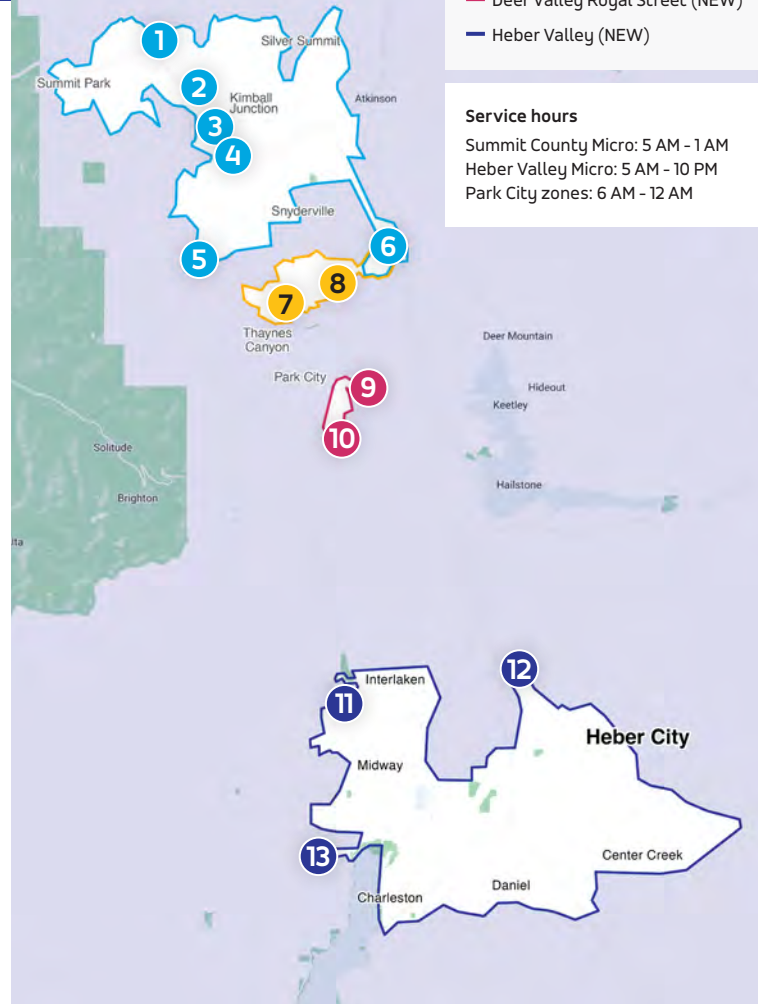 Deer Valley Royal Street (NEW)
Heber Valley (NEW)
Service hours
Summit County Micro: 5 AM - 1 AM
Heber Valley Micro: 5 AM - 10 PM
Park City zones: 6 AM - 12 AM
1
Silver Summit
Summit Park
2
Kimball
Junction
Atkinson
3
4
Snyderville
5
6
7
8
Thaynes
Canyon
Deer Mountain
Park City
9
Hideout
Keetley
10
Solitude
Hailstone
Brighton
lta
12
Interlaken
11
Heber City
Midway
13
Center Creek
Daniel
Charleston